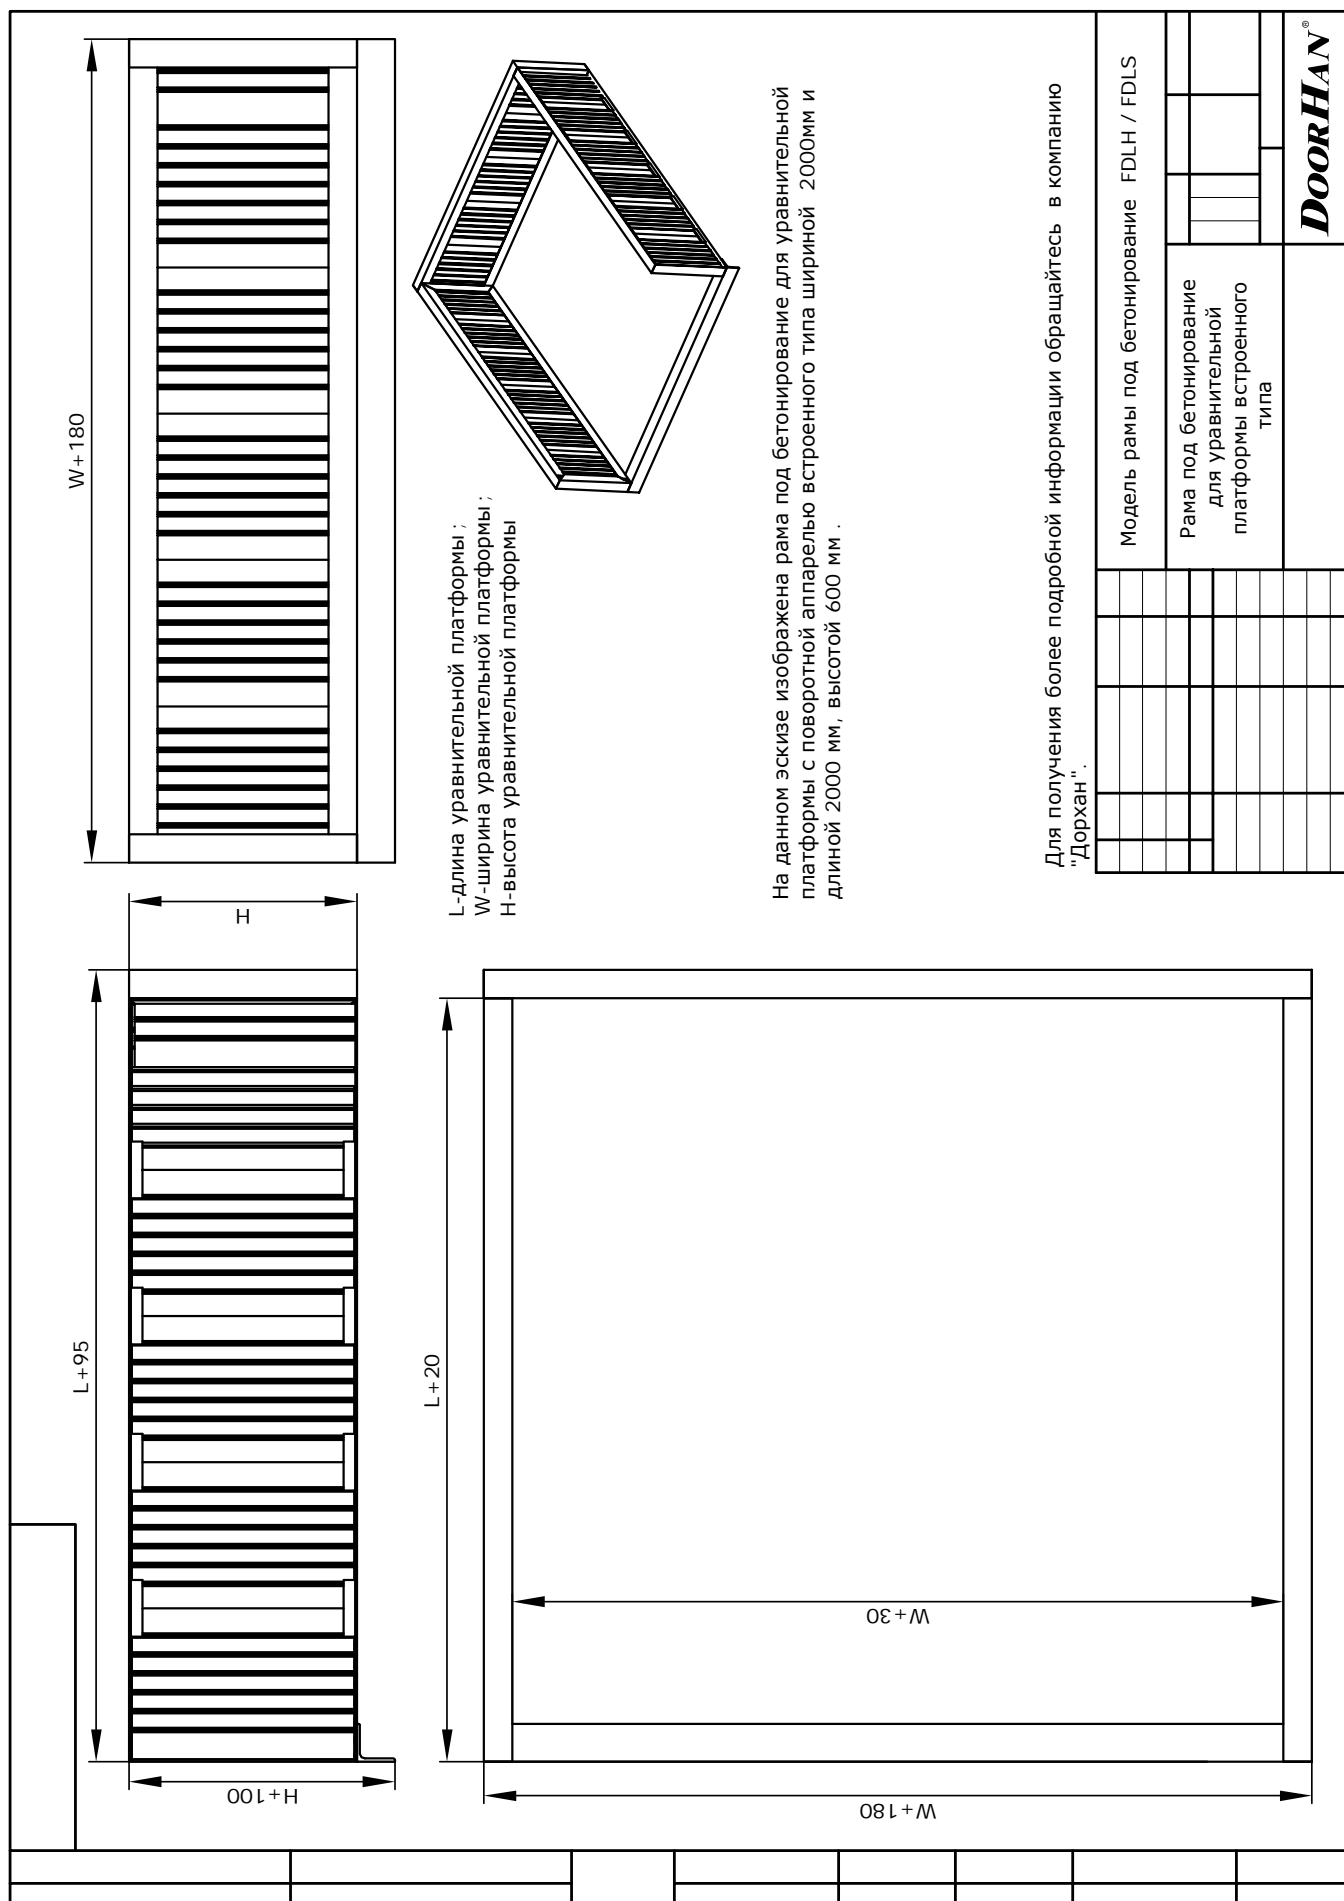 L+95
W+180
H
H+100
L-длина уравнительной платформы ;
W-ширина уравнительной платформы ;
H-высота уравнительной платформы
L+20
W+30
W+180
На данном эскизе изображена рама под бетонирование для уравнительной
платформы с поворотной аппарелью встроенного типа шириной 2000мм и
длиной 2000 мм, высотой 600 мм .
Для получения более подробной информации обращайтесь в компанию
"Дорхан".
Модель рамы под бетонирование FDLH / FDLS
Рама под бетонирование
для уравнительной
платформы встроенного
типа
DOORHAN®